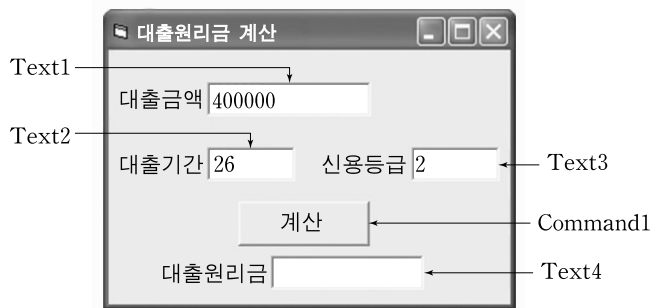 대출원리금 계산
Text1
대출금액 400000
Text2
대출기간 26 신용등급 2 Text3
계산 Command1
대출원리금 Text4